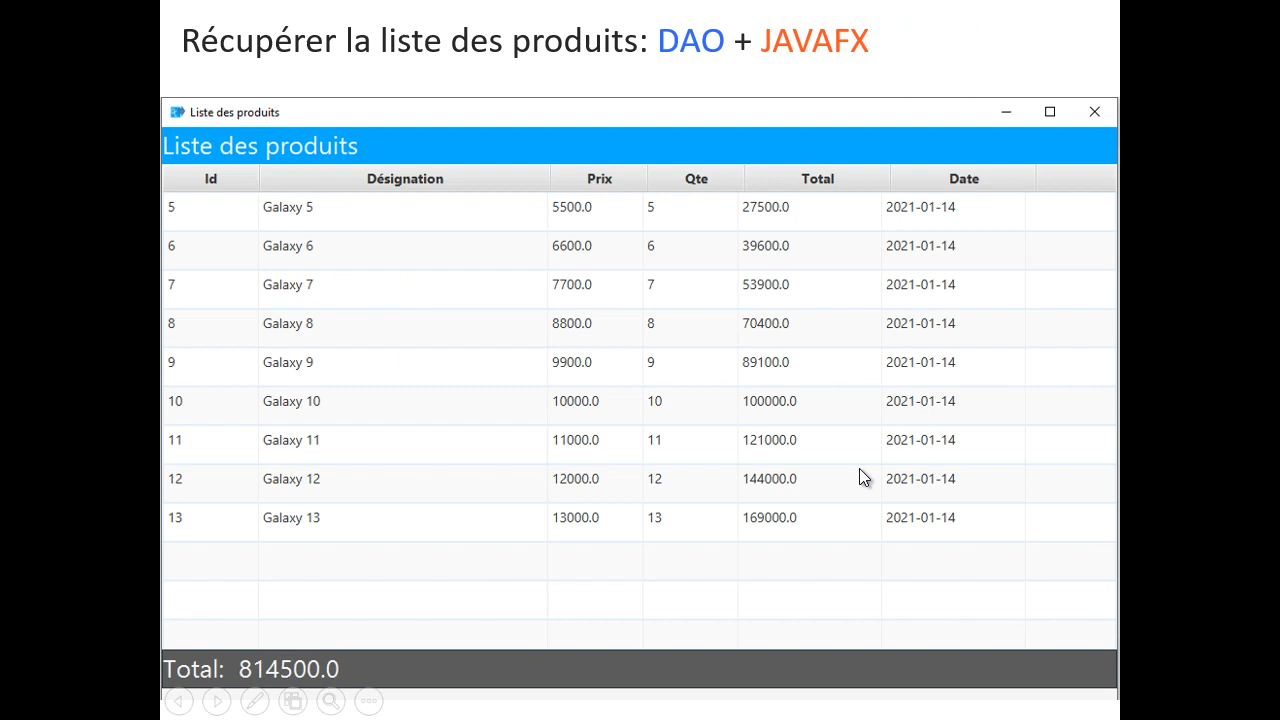 Récupérer la liste des produits: DAO + JAVAFX
Liste des produits
Liste des produits
Id Désignation Prix Qte Total Date
5 Galaxy 5 5500.0 5 27500.0 2021-01-14
6 Galaxy 6 6600.0 6 39600.0 2021-01-14
7 Galaxy 7 7700.0 7 53900.0 2021-01-14
8 Galaxy 8 8800.0 8 70400.0 2021-01-14
9 Galaxy 9 9900.0 9 89100.0 2021-01-14
10 Galaxy 10 10000.0 10 100000.0 2021-01-14
11 Galaxy 11 11000.0 11 121000.0 2021-01-14
12 Galaxy 12 12000.0 12 144000.0 2021-01-14
13 Galaxy 13 13000.0 13 169000.0 2021-01-14
Total: 814500.0